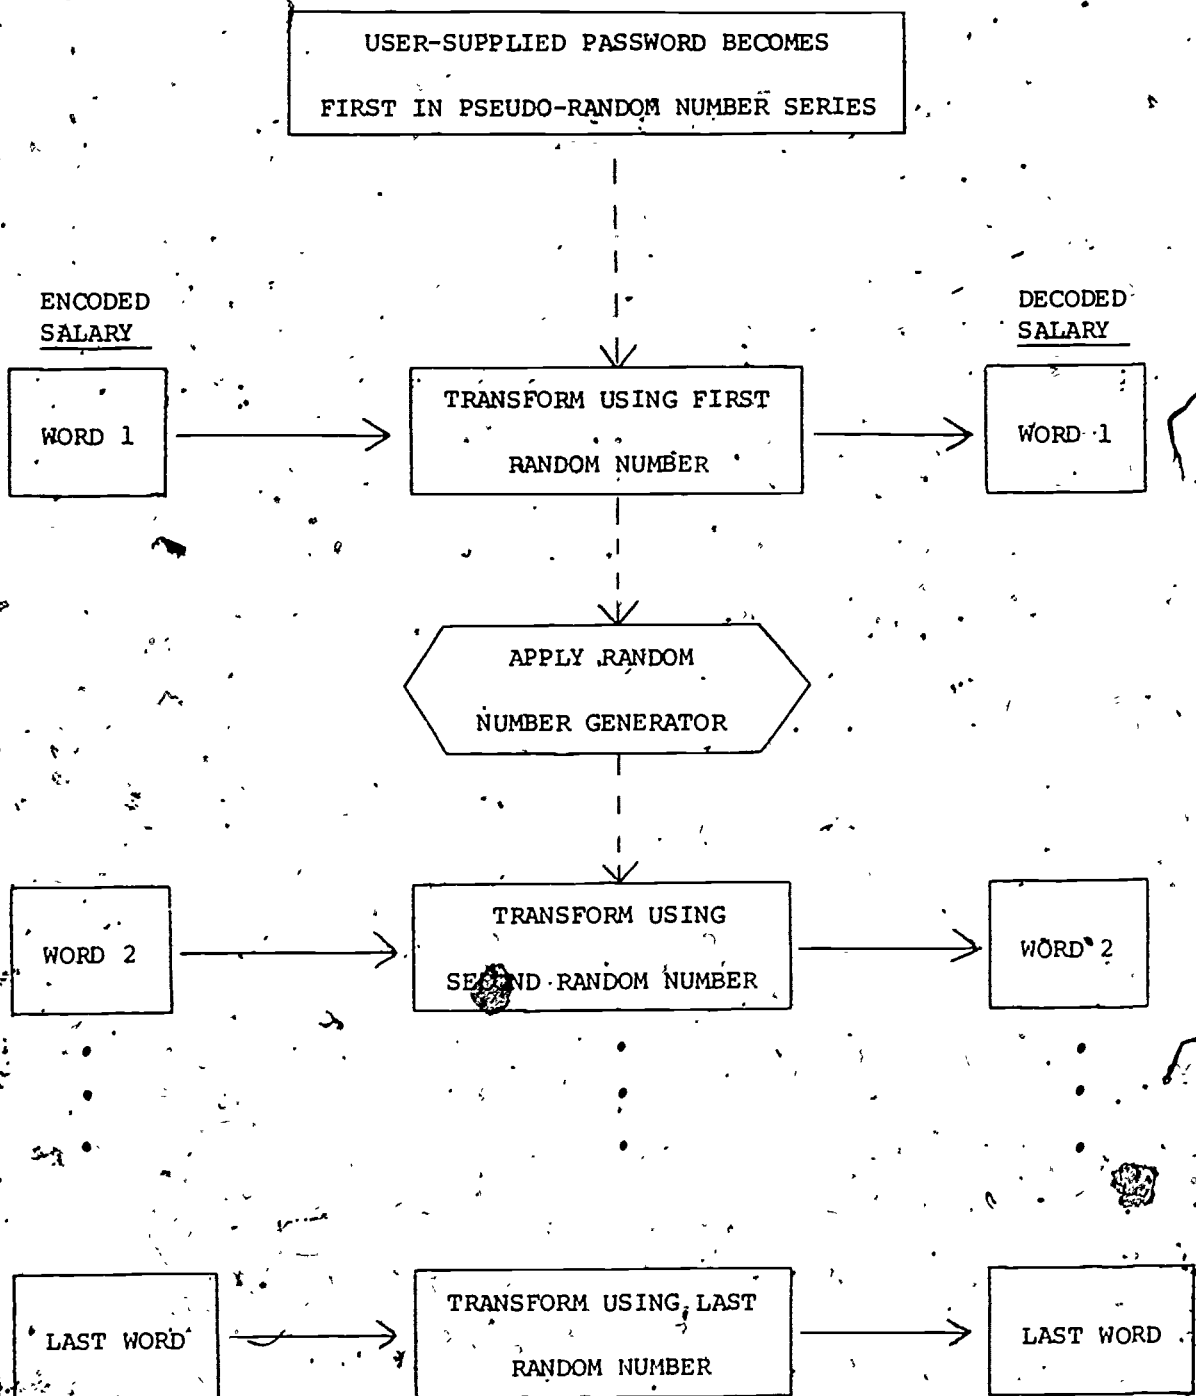 USER-SUPPLIED PASSWORD BECOMES
FIRST IN PSEUDO-RANDOM NUMBER SERIES
ENCODED
SALARY
DECODED
SALARY
WORD 1
TRANSFORM USING FIRST
RANDOM NUMBER
WORD 1
APPLY RANDOM
NUMBER GENERATOR
WORD 2
TRANSFORM USING
SECOND RANDOM NUMBER
WORD 2
LAST WORD
TRANSFORM USING LAST
RANDOM NUMBER
LAST WORD